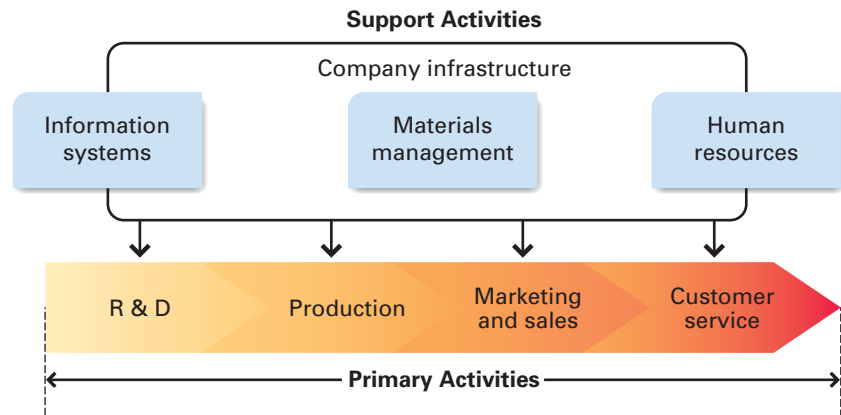 Support Activities
Company infrastructure
Information
systems
Materials
management
Human
resources
R & D
Production
Marketing
and sales
Customer
service
Primary Activities